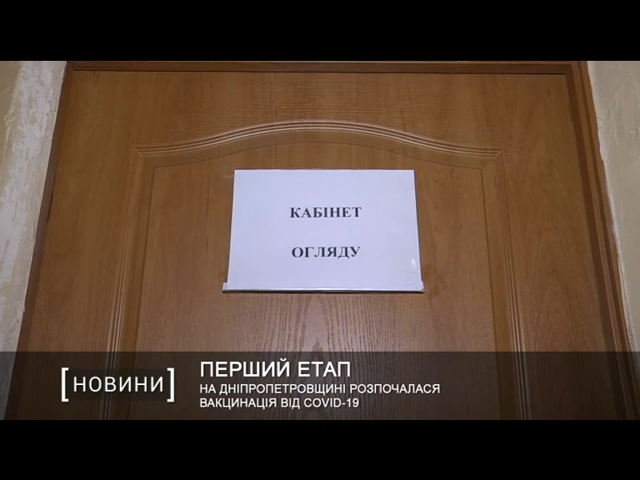 КАБІНЕТ
ОГЛЯДУ
[НОВИНИ]
ПЕРШИЙ ЕТАП
НА ДНІПРОПЕТРОВЩИНІ РОЗПОЧАЛАСЯ
ВАКЦИНАЦІЯ ВІД COVID-19